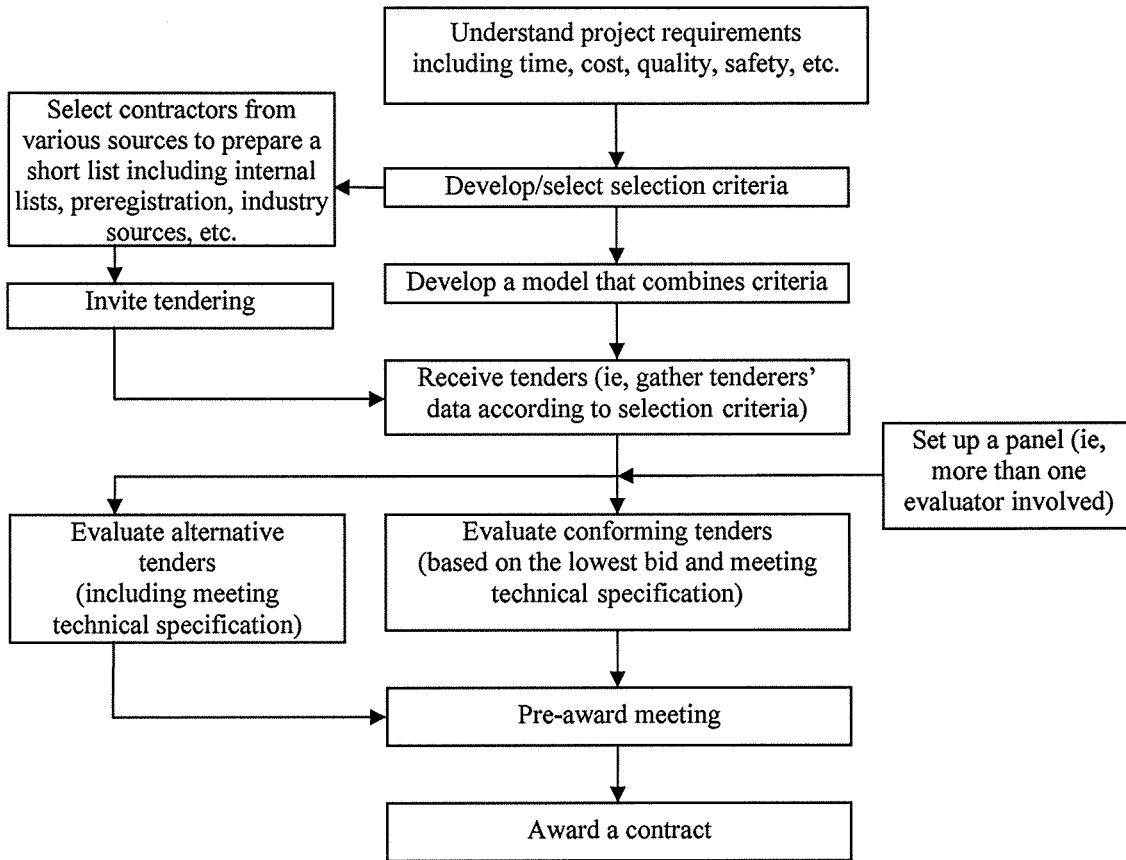 Understand project requirements
including time, cost, quality, safety, etc.
Select contractors from
various sources to prepare a
short list including internal
lists, preregistration, industry
sources, etc.
Develop/select selection criteria
Develop a model that combines criteria
Invite tendering
Receive tenders (ie, gather tenderers'
data according to selection criteria)
Set up a panel (ie,
more than one
evaluator involved)
Evaluate alternative
tenders
(including meeting
technical specification)
Evaluate conforming tenders
(based on the lowest bid and meeting
technical specification)
Pre-award meeting
Award a contract